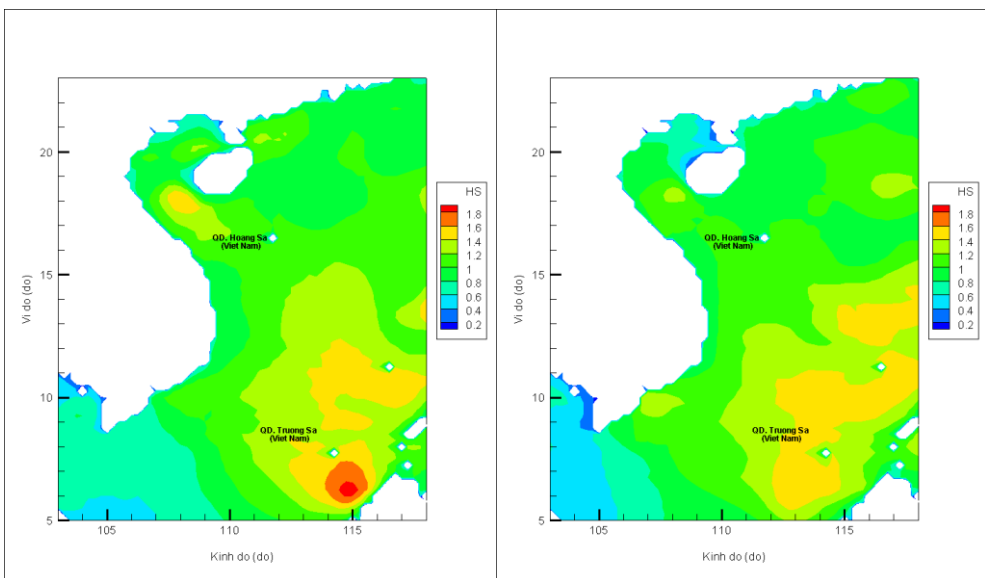 20
15
10
5
105
110
115
Vi do (do)
Kinh do (do)
QD. Hoang Sa
(Viet Nam)
QD. Truong Sa
(Viet Nam)
HS
1.8
1.6
1.4
1.2
1
0.8
0.6
0.4
0.2
20
15
10
5
105
110
115
Vi do (do)
Kinh do (do)
QD. Hoang Sa
(Viet Nam)
QD. Truong Sa
(Viet Nam)
HS
1.8
1.6
1.4
1.2
1
0.8
0.6
0.4
0.2